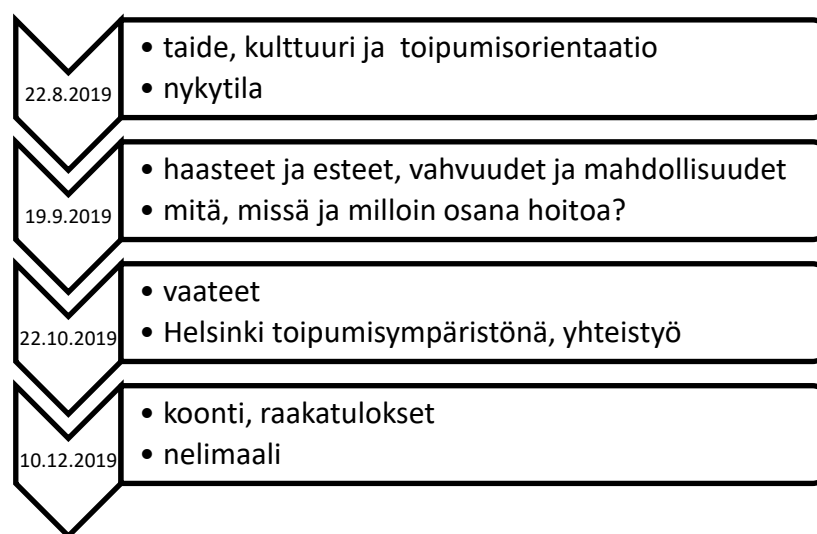 22.8.2019
• taide, kulttuuri ja  toipumisorientaatio
• nykytila
19.9.2019
• haasteet ja esteet, vahvuudet ja mahdollisuudet
• mitä, missä ja milloin osana hoitoa?
22.10.2019
• vaateet
• Helsinki toipumisympäristönä, yhteistyö
10.12.2019
• koonti, raakatulokset
• nelimaali